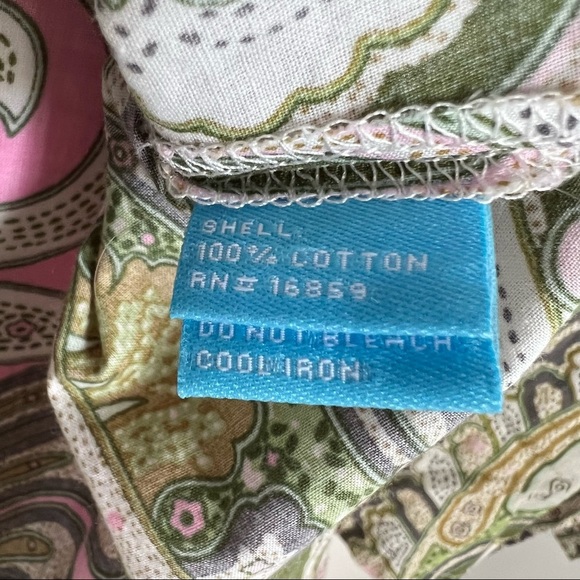 SHELL:
100% COTTON
RN# 16859
DO NOT BLEACH
COOL IRON